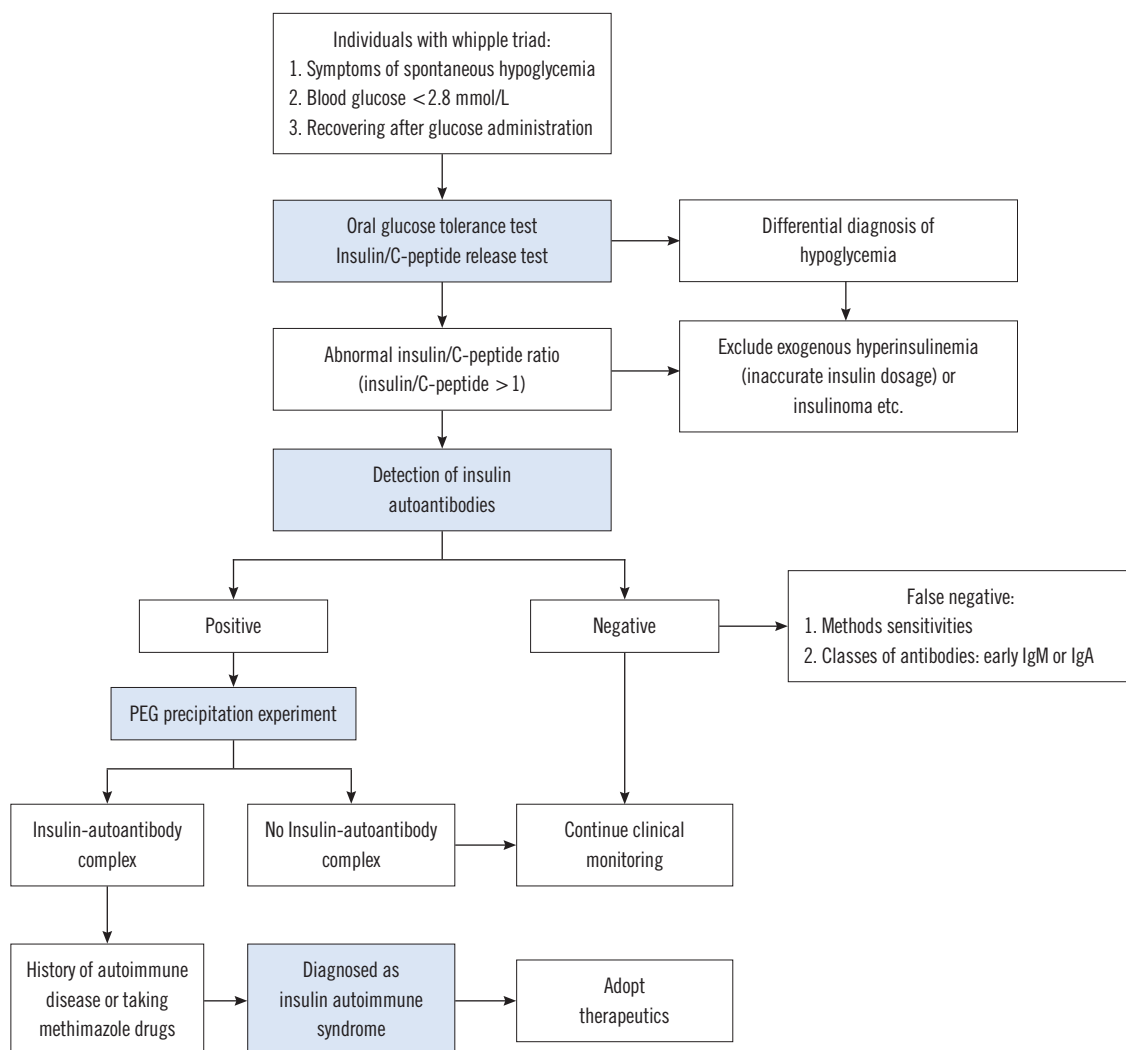 Individuals with whipple triad:
1. Symptoms of spontaneous hypoglycemia
2. Blood glucose <2.8 mmol/L
3. Recovering after glucose administration
Oral glucose tolerance test
Insulin/C-peptide release test
Differential diagnosis of
hypoglycemia
Abnormal insulin/C-peptide ratio
(insulin/C-peptide >1)
Exclude exogenous hyperinsulinemia
(inaccurate insulin dosage) or
insulinoma etc.
Detection of insulin
autoantibodies
Positive
Negative
False negative:
1. Methods sensitivities
2. Classes of antibodies: early IgM or IgA
PEG precipitation experiment
Insulin-autoantibody
complex
No Insulin-autoantibody
complex
Continue clinical
monitoring
History of autoimmune
disease or taking
methimazole drugs
Diagnosed as
insulin autoimmune
syndrome
Adopt
therapeutics